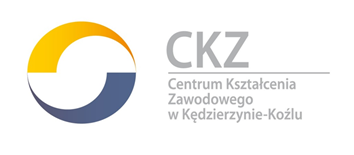 CKZ
Centrum Kształcenia
Zawodowego
w Kędzierzynie-Koźlu